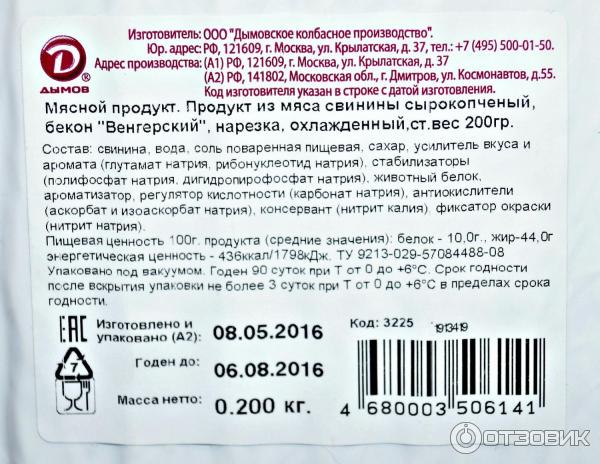 Изготовитель: ООО "Дымовское колбасное производство".
Юр. адрес: РФ, 121609, г. Москва, ул. Крылатская, д. 37, тел.: +7 (495) 500-01-50.
Адрес производства: (А1) РФ, 121609, г. Москва, ул. Крылатская, д. 37
(А2) РФ, 141802, Московская обл., г. Дмитров, ул. Космонавтов, д.55.
Код изготовителя указан в строке с датой изготовления.
Д
®
ДЫМОВ
Мясной продукт. Продукт из мяса свинины сырокопченый,
бекон "Венгерский", нарезка, охлажденный,ст.вес 200гр.
Состав: свинина, вода, соль поваренная пищевая, сахар, усилитель вкуса и
аромата (глутамат натрия, рибонуклеотид натрия), стабилизаторы
(полифосфат натрия, дигидропирофосфат натрия), животный белок,
ароматизатор, регулятор кислотности (карбонат натрия), антиокислители
(аскорбат и изоаскорбат натрия), консервант (нитрит калия), фиксатор окраски
(нитрит натрия).
Пищевая ценность 100г. продукта (средние значения): белок - 10,0г., жир-44,0г
энергетическая ценность - 436ккал/1798кДж. ТУ 9213-029-57084488-08
Упаковано под вакуумом. Годен 90 суток при Т от 0 до +6°С. Срок годности
после вскрытия упаковки не более 3 суток при Т от 0 до +6°С в пределах срока
годности.
EAC
Изготовлено и
упаковано (А2):
08.05.2016
Код: 3225
1913419
7
Годен до:
06.08.2016
Масса нетто:
0.200 кг.
4 680003 506141
ОТЗОВИК